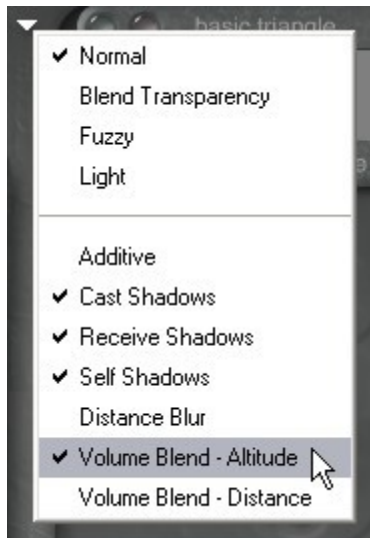 basic triangle
Normal
Blend Transparency
Fuzzy
Light
Additive
Cast Shadows
Receive Shadows
Self Shadows
Distance Blur
Volume Blend - Altitude
Volume Blend - Distance